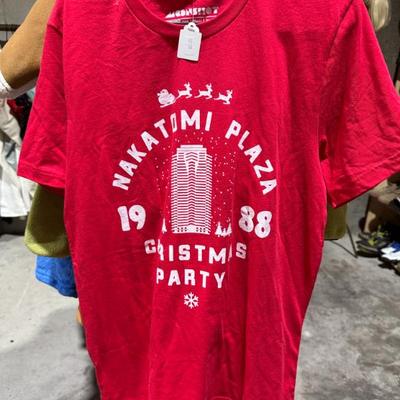 NAKATOMI PLAZA
19 88
CHRISTMAS
PARTY